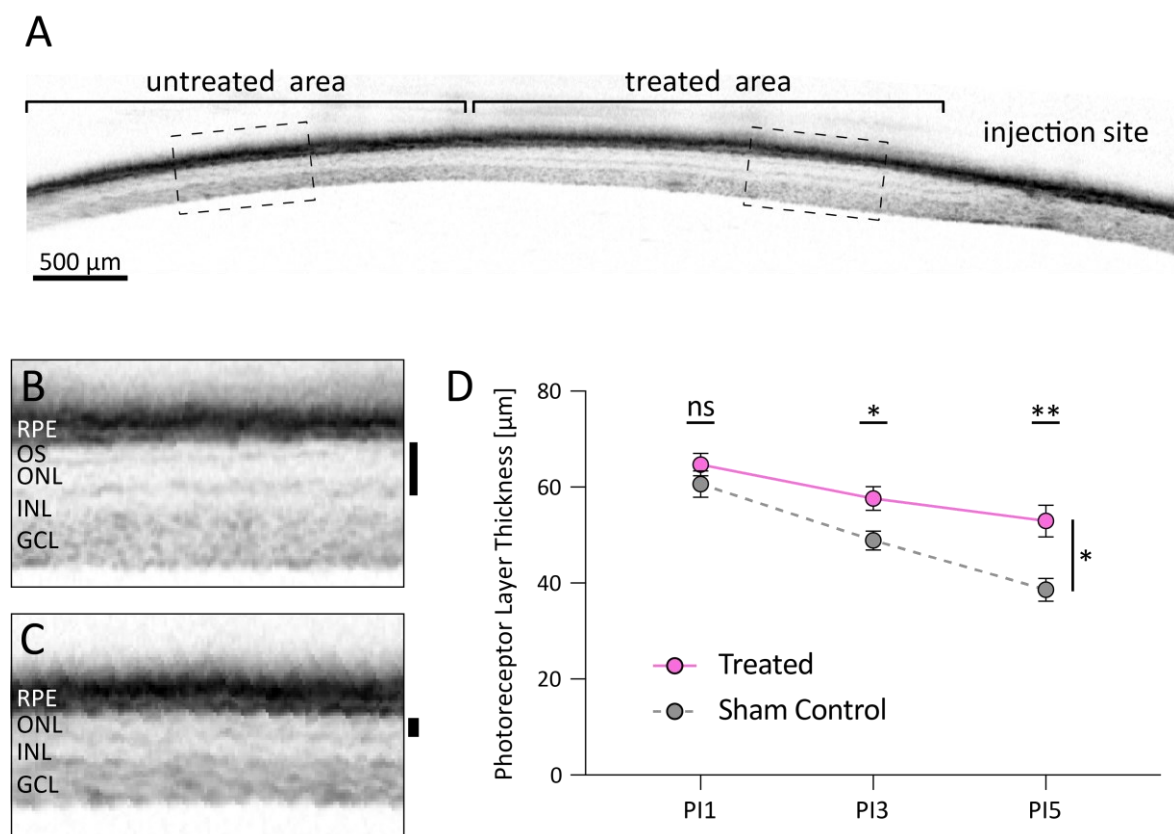 A
untreated area
treated area
injection site
500 µm
B
RPE
OS
ONL
INL
GCL
C
RPE
ONL
INL
GCL
D
Photoreceptor Layer Thickness [µm]
80
60
40
20
0
ns
*
**
*
Treated
Sham Control
PI1
PI3
PI5